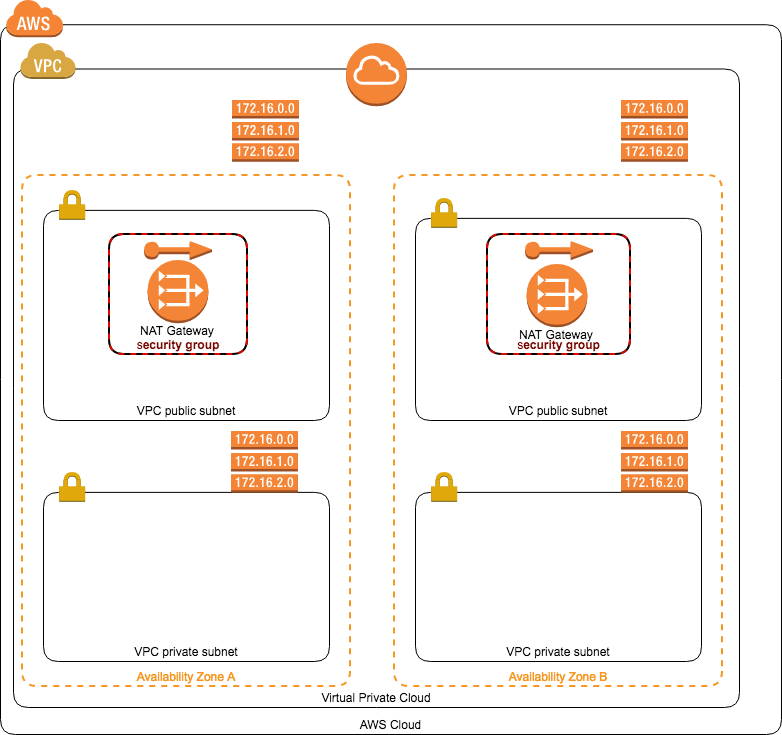 AWS
VPC
172.16.0.0
172.16.1.0
172.16.2.0
172.16.0.0
172.16.1.0
172.16.2.0
NAT Gateway
security group
VPC public subnet
NAT Gateway
security group
VPC public subnet
172.16.0.0
172.16.1.0
172.16.2.0
172.16.0.0
172.16.1.0
172.16.2.0
VPC private subnet
VPC private subnet
Availability Zone A
Availability Zone B
Virtual Private Cloud
AWS Cloud